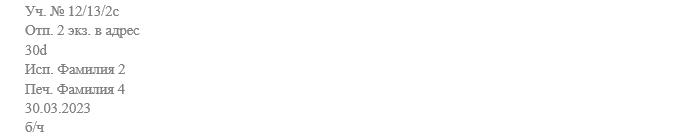 Уч. № 12/13/2с
Отп. 2 экз. в адрес
30d
Исп. Фамилия 2
Печ. Фамилия 4
30.03.2023
б/ч